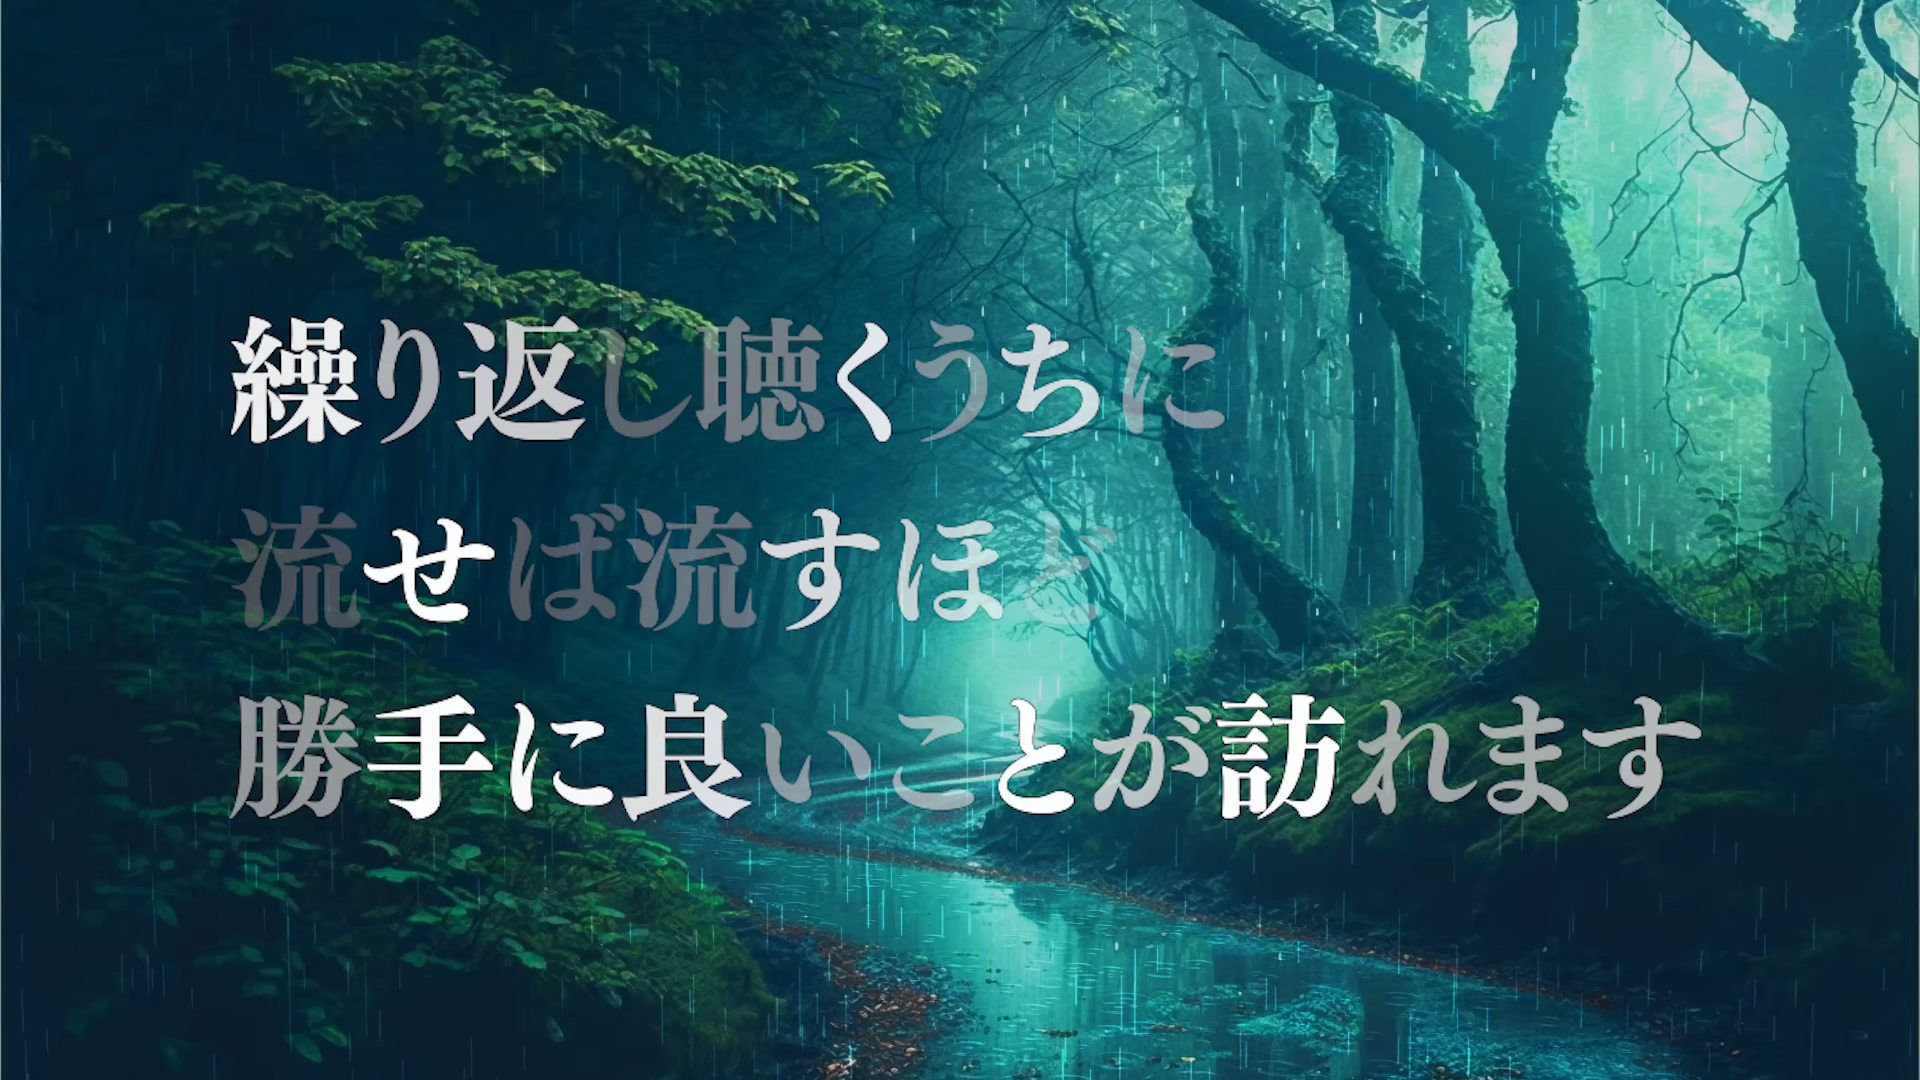 繰り返し聴くうちに
流せば流すほど
勝手に良いことが訪れます